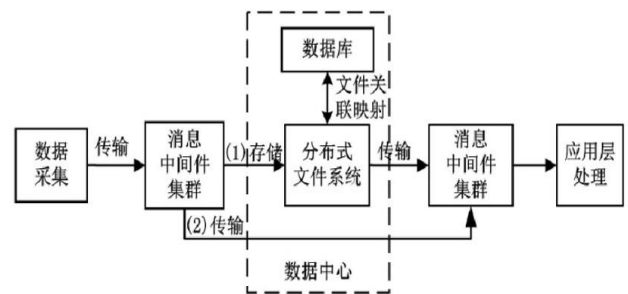 数据库
文件关
联映射
数据
采集
传输
消息
中间件
集群
(1)存储
分布式
文件系统
传输
消息
中间件
集群
应用层
处理
(2)传输
数据中心